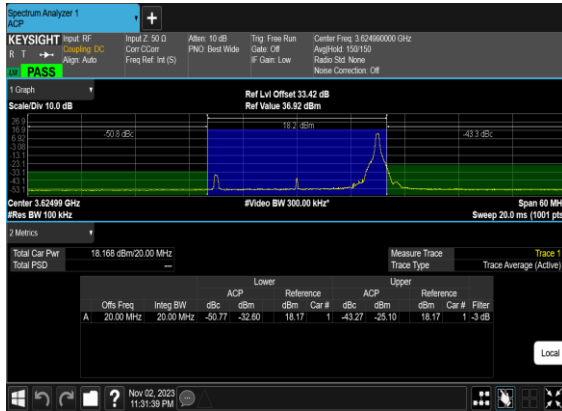 Spectrum Analyzer 1
ACP
+
KEYSIGHT Input: RF Input Z: 50 Ω Atten: 10 dB Trig: Free Run Center Freq: 3.624990000 GHz
R T Coupling: DC Corr CCorr PNO: Best Wide Gate: Off Avg|Hold: 150/150
Align: Auto Freq Ref: Int (S) IF Gain: Low Radio Std: None
PASS Noise Correction: Off
1 Graph
Ref Lvl Offset 33.42 dB
Scale/Div 10.0 dB Ref Value 36.92 dBm
26.9
16.9
6.92
-3.08
-13.1
-23.1
-33.1
-43.1
-53.1
-50.8 dBc 18.2 dBm -43.3 dBc
Center 3.62499 GHz #Video BW 300.00 kHz* Span 60 MH
#Res BW 100 kHz Sweep 20.0 ms (1001 pts
2 Metrics
Total Car Pwr 18.168 dBm/20.00 MHz Measure Trace Trace 1
Total PSD --- Trace Type Trace Average (Active)
Lower Upper
ACP Reference ACP Reference
Offs Freq Integ BW dBc dBm dBm Car # dBc dBm dBm Car # Filter
A 20.00 MHz 20.00 MHz -50.77 -32.60 18.17 1 -43.27 -25.10 18.17 1 -3 dB
Local
? Nov 02, 2023
11:31:39 PM